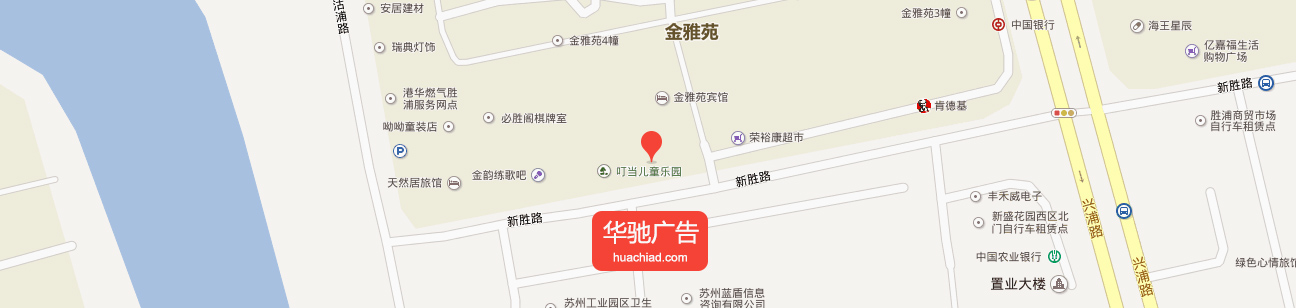 沽浦路
安居建材
瑞典灯饰
金雅苑4幢
金雅苑
金雅苑3幢
中国银行
海王星辰
亿嘉福生活
购物广场
港华燃气胜
浦服务网点
必胜阁棋牌室
呦呦童装店
P
金雅苑宾馆
肯德基
新胜路
胜浦商贸市场
自行车租赁点
荣裕康超市
天然居旅馆
金韵练歌吧
叮当儿童乐园
新胜路
新胜路
丰禾威电子
新盛花园西区北
门自行车租赁点
兴浦路
中国农业银行
置业大楼
兴浦路
绿色心情旅馆
华驰广告
huachiad.com
苏州蓝盾信息
咨询有限公司
苏州工业园区卫生